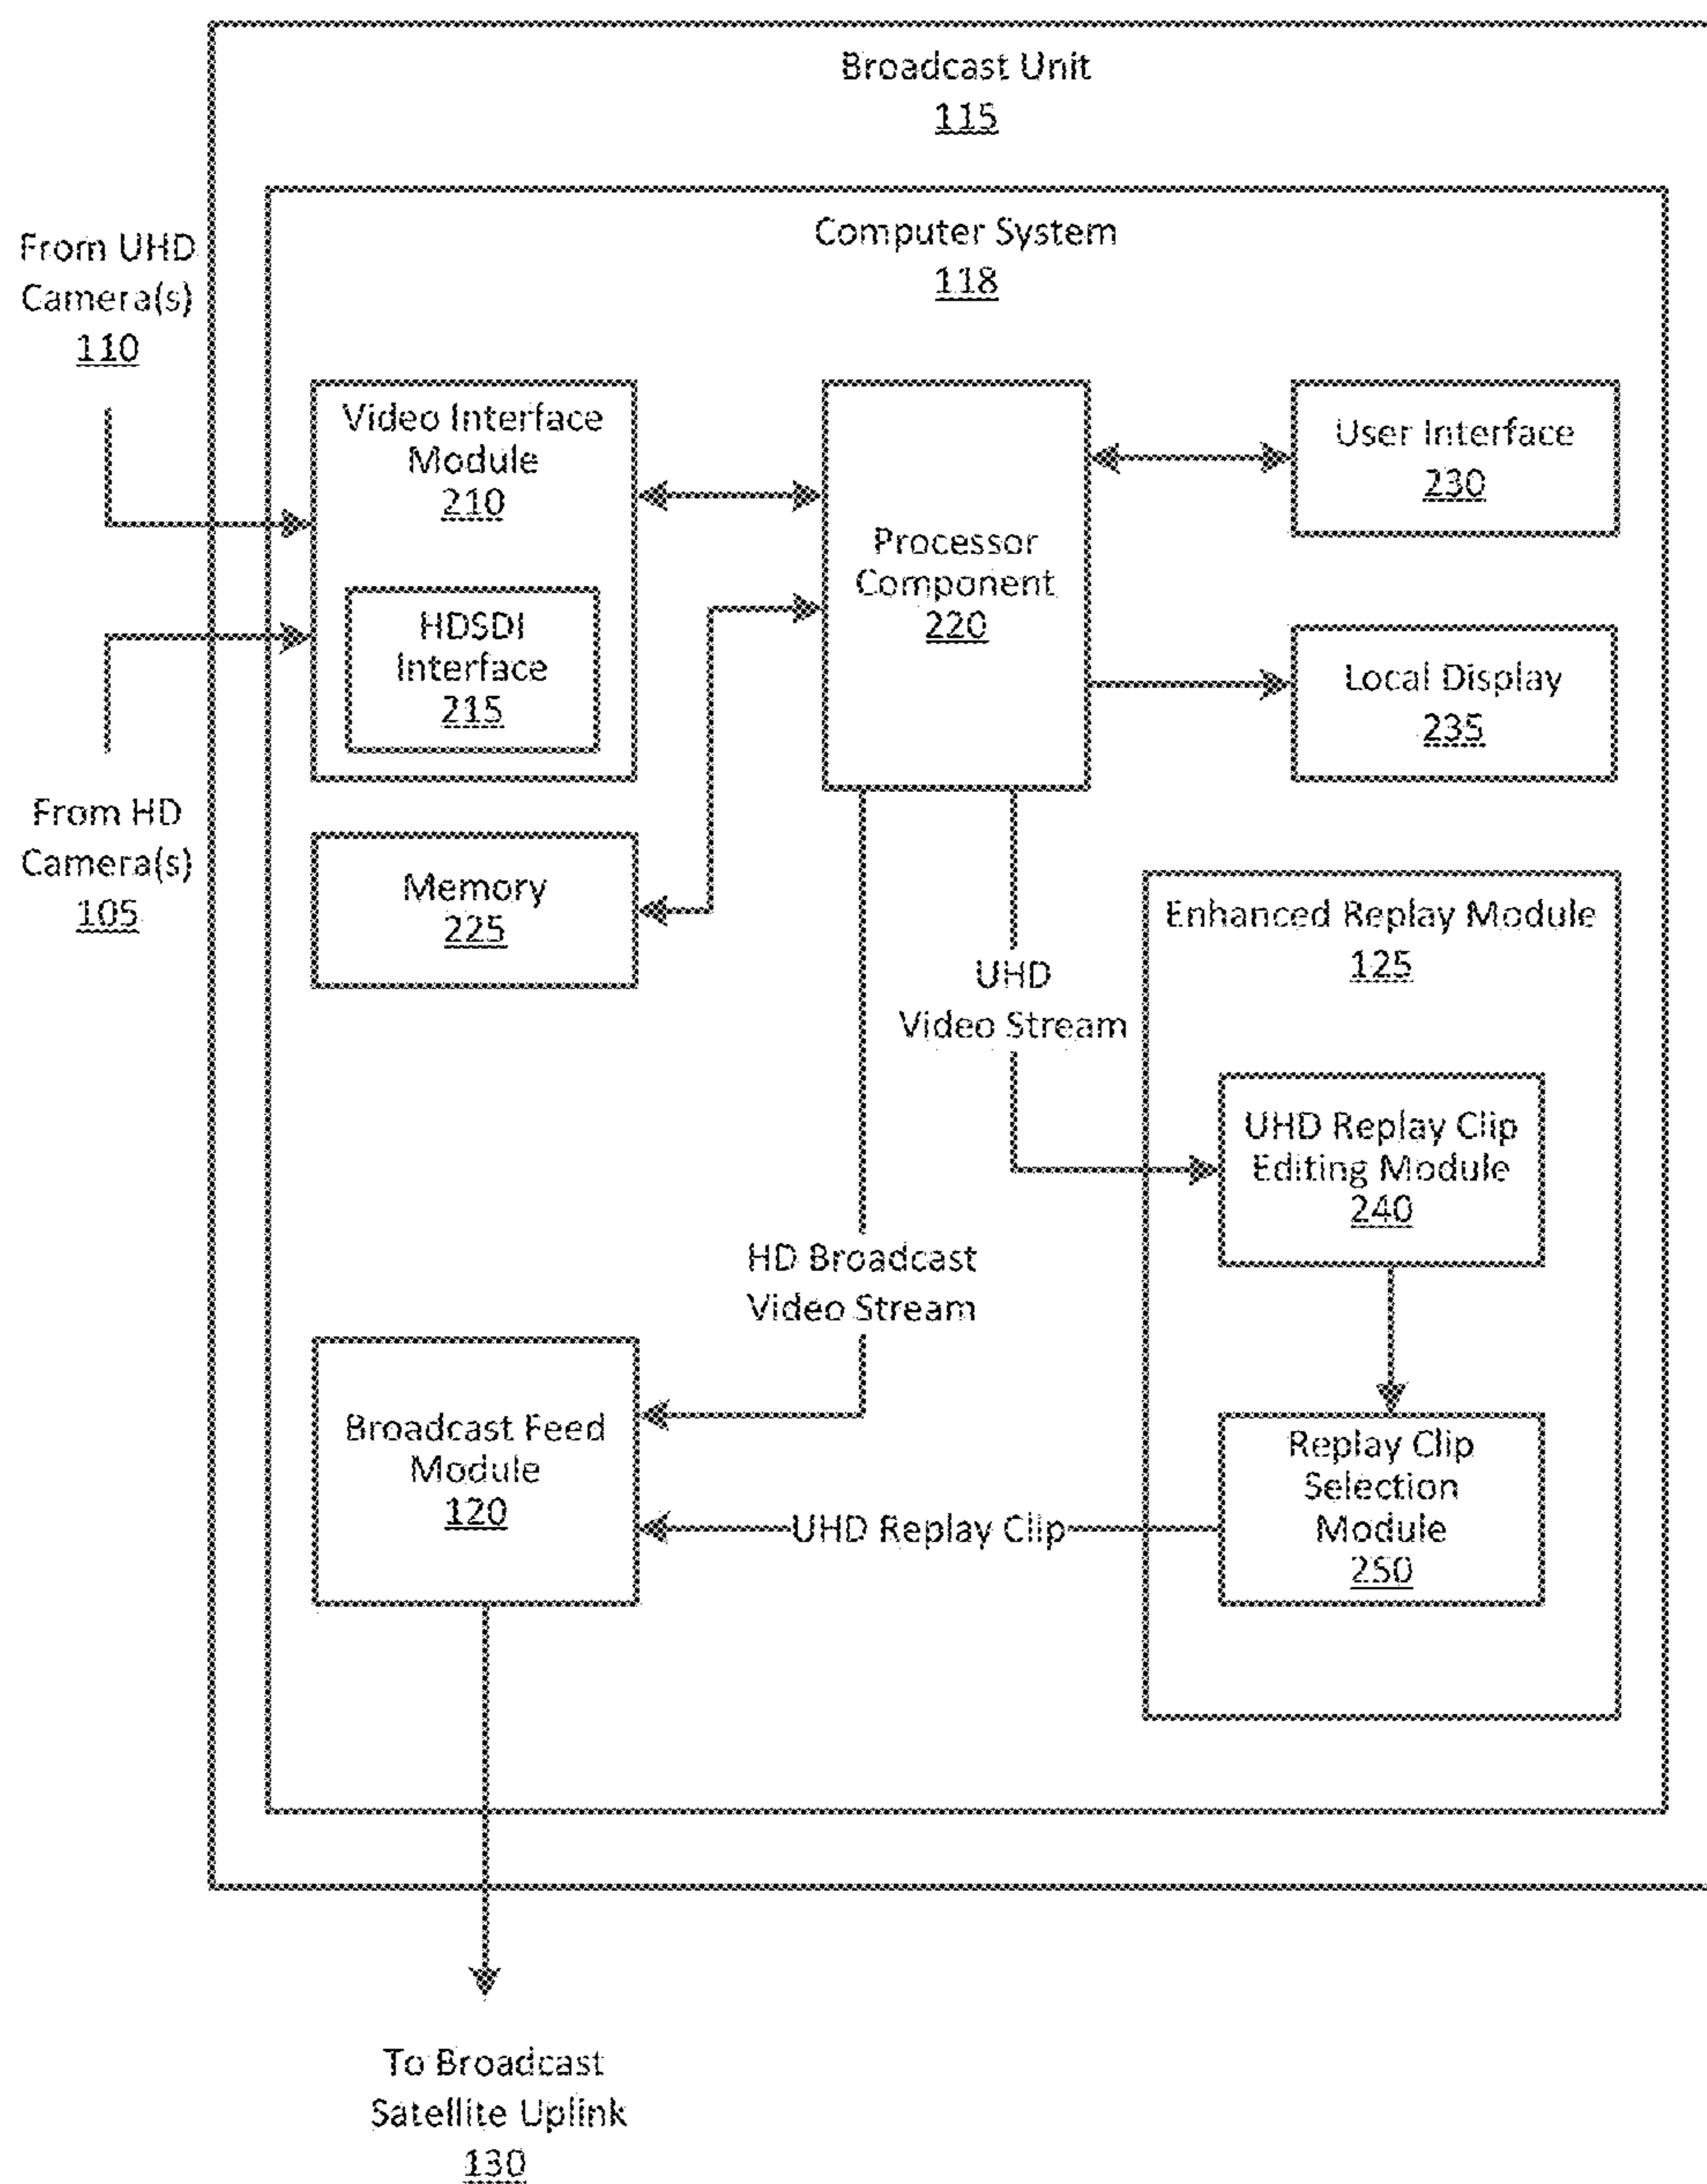 Broadcast Unit
115
Computer System
118
From UHD
Camera(s)
110
Video Interface
Module
210
HDSDI
Interface
215
Processor
Component
220
User Interface
230
Local Display
235
From HD
Camera(s)
105
Memory
225
Enhanced Replay Module
125
UHD
Video Stream
UHD Replay Clip
Editing Module
240
HD Broadcast
Video Stream
Broadcast Feed
Module
120
UHD Replay Clip
Replay Clip
Selection
Module
250
To Broadcast
Satellite Uplink
130